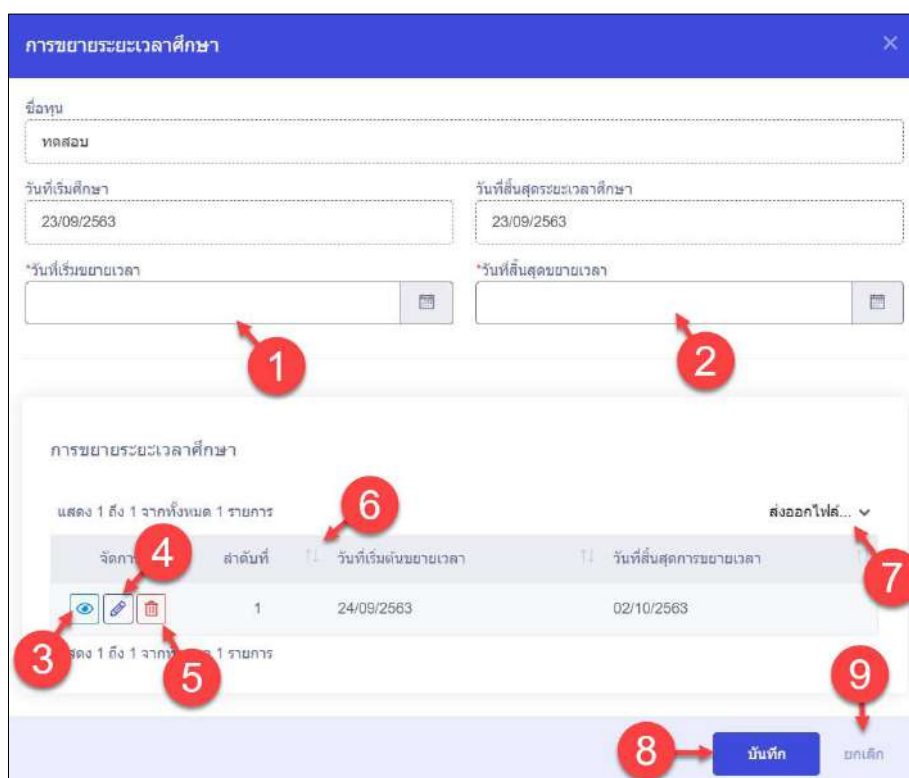 การขยายระยะเวลาศึกษา
ชื่อทุน
ทดสอบ
วันที่เริ่มศึกษา วันที่สิ้นสุดระยะเวลาศึกษา
23/09/2563 23/09/2563
*วันที่เริ่มขยายเวลา *วันที่สิ้นสุดขยายเวลา
1 2
การขยายระยะเวลาศึกษา
แสดง 1 ถึง 1 จากทั้งหมด 1 รายการ 6 ส่งออกไฟล์...
4 ลำดับที่ วันที่เริ่มต้นขยายเวลา วันที่สิ้นสุดการขยายเวลา 7
1 24/09/2563 02/10/2563
3 1 ถึง 1 5 1 รายการ
9
8 บันทึก ยกเลิก